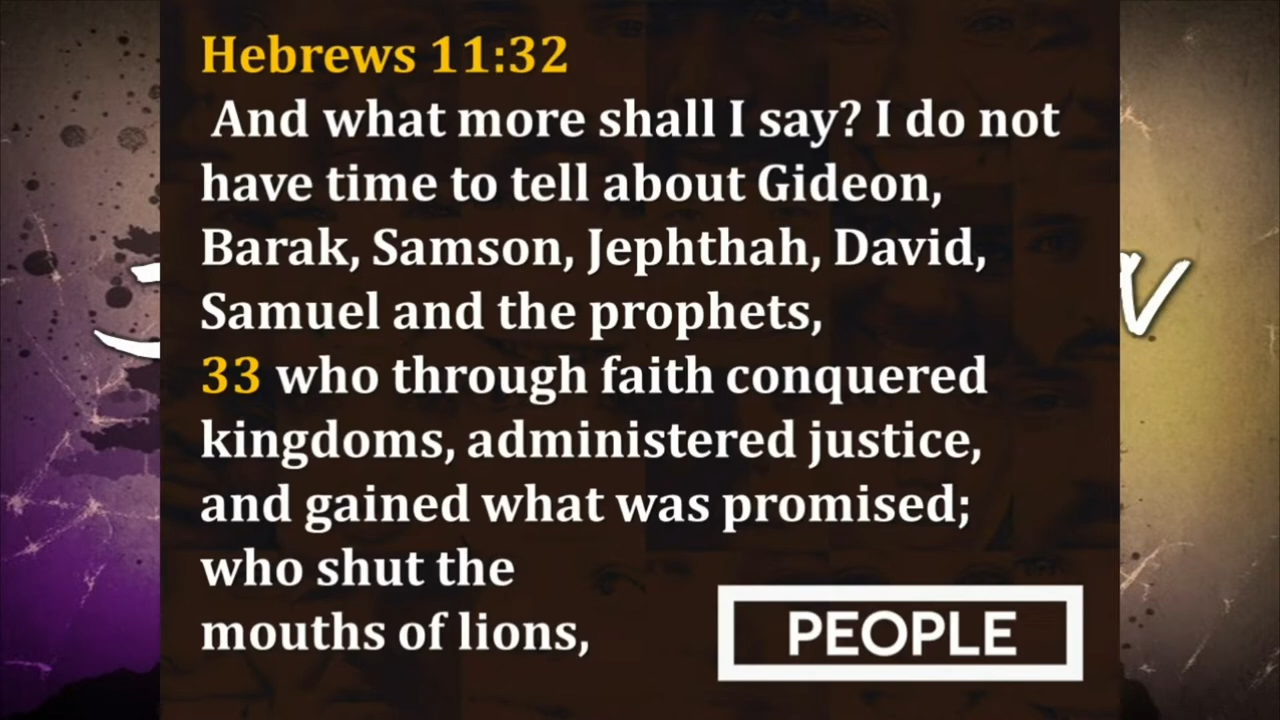 Hebrews 11:32
And what more shall I say? I do not
have time to tell about Gideon,
Barak, Samson, Jephthah, David,
Samuel and the prophets,
33 who through faith conquered
kingdoms, administered justice,
and gained what was promised;
who shut the
mouths of lions,
PEOPLE